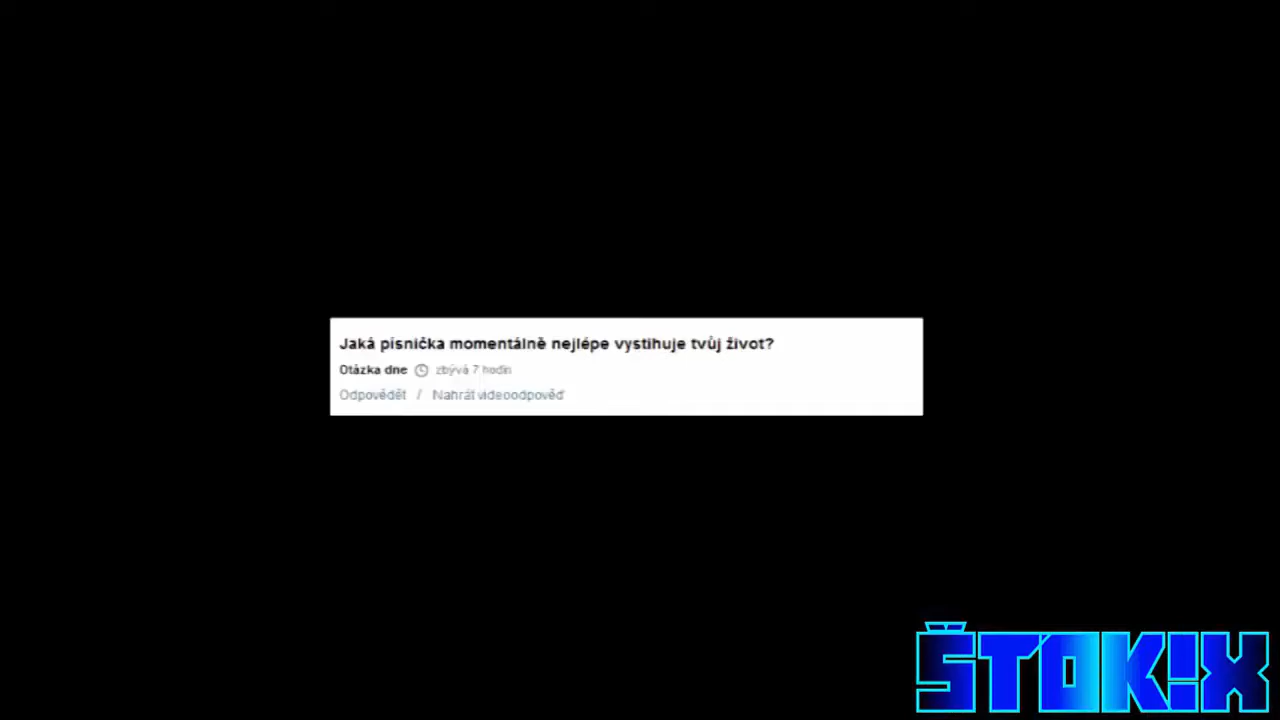 Jaká písnička momentálně nejlépe vystihuje tvůj život?
Otázka dne zbývá 7 hodin
Odpovědět / Nahrát videoodpověď
ŠTOK!X